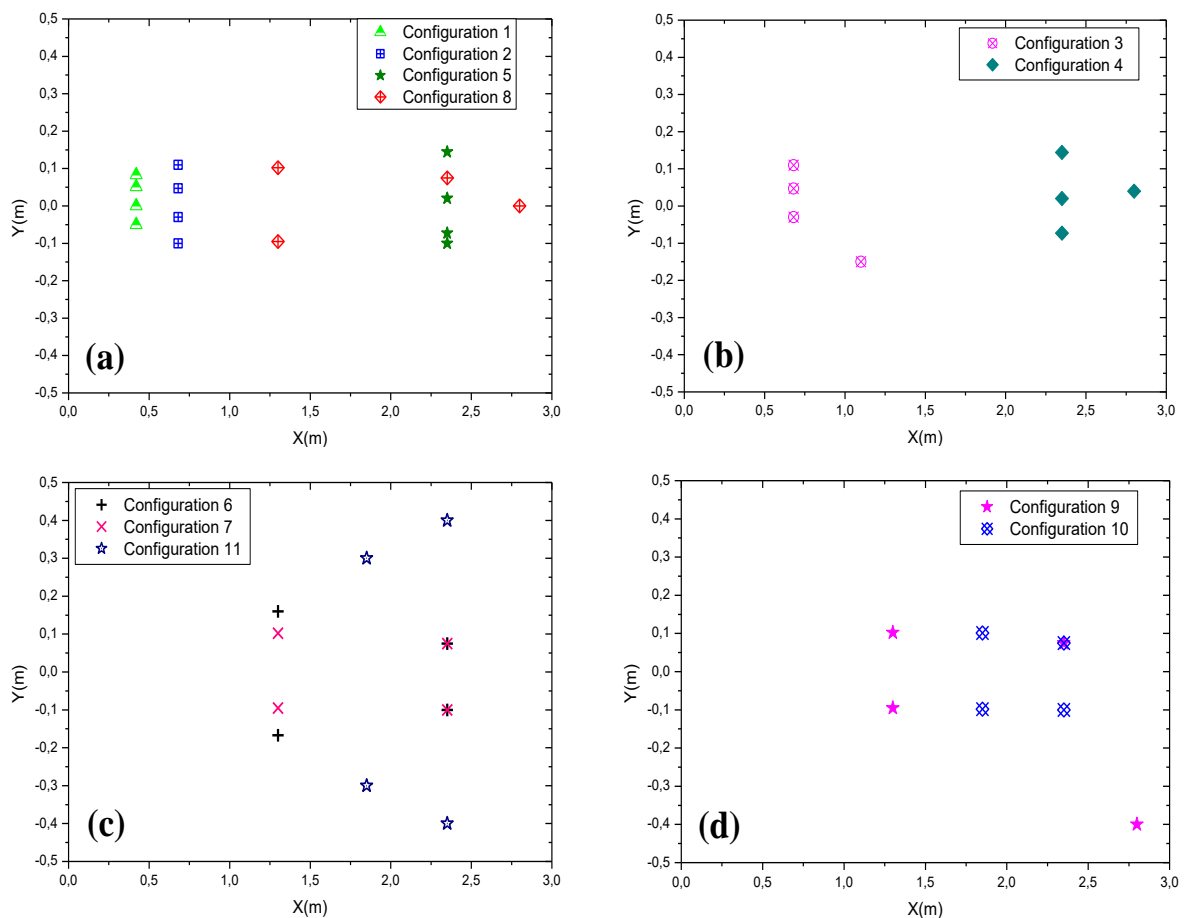 0,5
0,4
0,3
0,2
0,1
0,0
-0,1
-0,2
-0,3
-0,4
-0,5
Y(m)
Configuration 1
Configuration 2
Configuration 5
Configuration 8
(a)
0,0 0,5 1,0 1,5 2,0 2,5 3,0
X(m)
0,5
0,4
0,3
0,2
0,1
0,0
-0,1
-0,2
-0,3
-0,4
-0,5
Y(m)
Configuration 3
Configuration 4
(b)
0,0 0,5 1,0 1,5 2,0 2,5 3,0
X(m)
0,5
0,4
0,3
0,2
0,1
0,0
-0,1
-0,2
-0,3
-0,4
-0,5
Y(m)
Configuration 6
Configuration 7
Configuration 11
(c)
0,0 0,5 1,0 1,5 2,0 2,5 3,0
X(m)
0,5
0,4
0,3
0,2
0,1
0,0
-0,1
-0,2
-0,3
-0,4
-0,5
Y(m)
Configuration 9
Configuration 10
(d)
0,0 0,5 1,0 1,5 2,0 2,5 3,0
X(m)